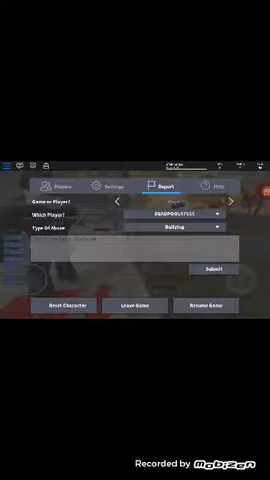 Players
Settings
Report
Help
Game or Player?
Player
Which Player?
Type Of Abuse
Bullying
Submit
Reset Character
Leave Game
Resume Game
Recorded by MOBIZEN